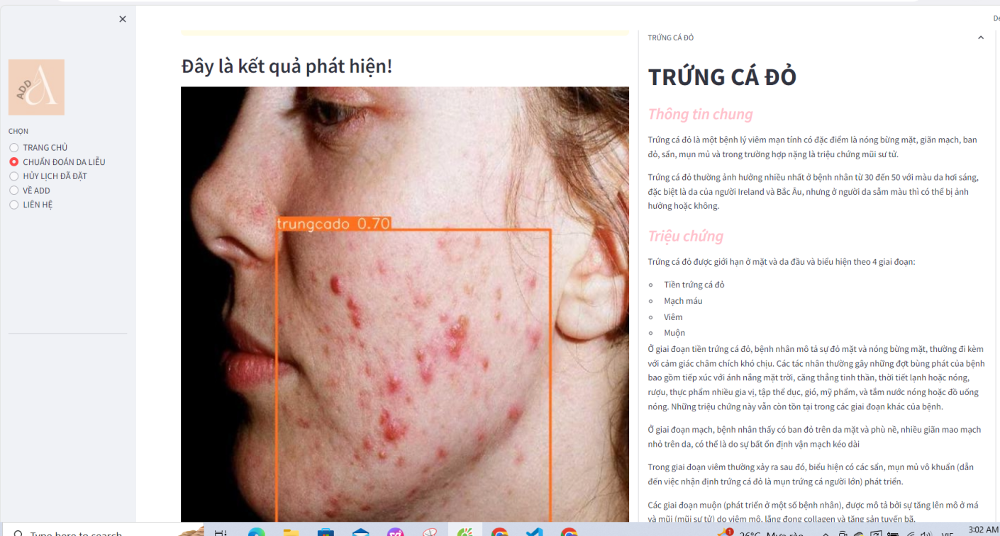 De
ADD
CHỌN
TRANG CHỦ
CHUẨN ĐOÁN DA LIỄU
HỦY LỊCH ĐÃ ĐẶT
VỀ ADD
LIÊN HỆ
Đây là kết quả phát hiện!
trungcado 0.70
TRỨNG CÁ ĐỎ
TRỨNG CÁ ĐỎ
Thông tin chung
Trứng cá đỏ là một bệnh lý viêm mạn tính có đặc điểm là nóng bừng mặt, giãn mạch, ban
đỏ, sẩn, mụn mủ và trong trường hợp nặng là triệu chứng mũi sư tử.
Trứng cá đỏ thường ảnh hưởng nhiều nhất ở bệnh nhân từ 30 đến 50 với màu da hơi sáng,
đặc biệt là da của người Ireland và Bắc Âu, nhưng ở người da sẫm màu thì có thể bị ảnh
hưởng hoặc không.
Triệu chứng
Trứng cá đỏ được giới hạn ở mặt và da đầu và biểu hiện theo 4 giai đoạn:
Tiền trứng cá đỏ
Mạch máu
Viêm
Muộn
Ở giai đoạn tiền trứng cá đỏ, bệnh nhân mô tả sự đỏ mặt và nóng bừng mặt, thường đi kèm
với cảm giác châm chích khó chịu. Các tác nhân thường gây những đợt bùng phát của bệnh
bao gồm tiếp xúc với ánh nắng mặt trời, căng thẳng tinh thần, thời tiết lạnh hoặc nóng,
rượu, thực phẩm nhiều gia vị, tập thể dục, gió, mỹ phẩm, và tắm nước nóng hoặc đồ uống
nóng. Những triệu chứng này vẫn còn tồn tại trong các giai đoạn khác của bệnh.
Ở giai đoạn mạch, bệnh nhân thấy có ban đỏ trên da mặt và phù nề, nhiều giãn mao mạch
nhỏ trên da, có thể là do sự bất ổn định vận mạch kéo dài
Trong giai đoạn viêm thường xảy ra sau đó, biểu hiện có các sẩn, mụn mủ vô khuẩn (dẫn
đến việc nhận định trứng cá đỏ là mụn trứng cá người lớn) phát triển.
Các giai đoạn muộn (phát triển ở một số bệnh nhân), được mô tả bởi sự tăng lên mô ở má
và mũi (mũi sư tử) do viêm mô, lắng đọng collagen và tăng sản tuyến bã.
Type here to search
1
26°C Mưa rào
VIE
3:02 AM